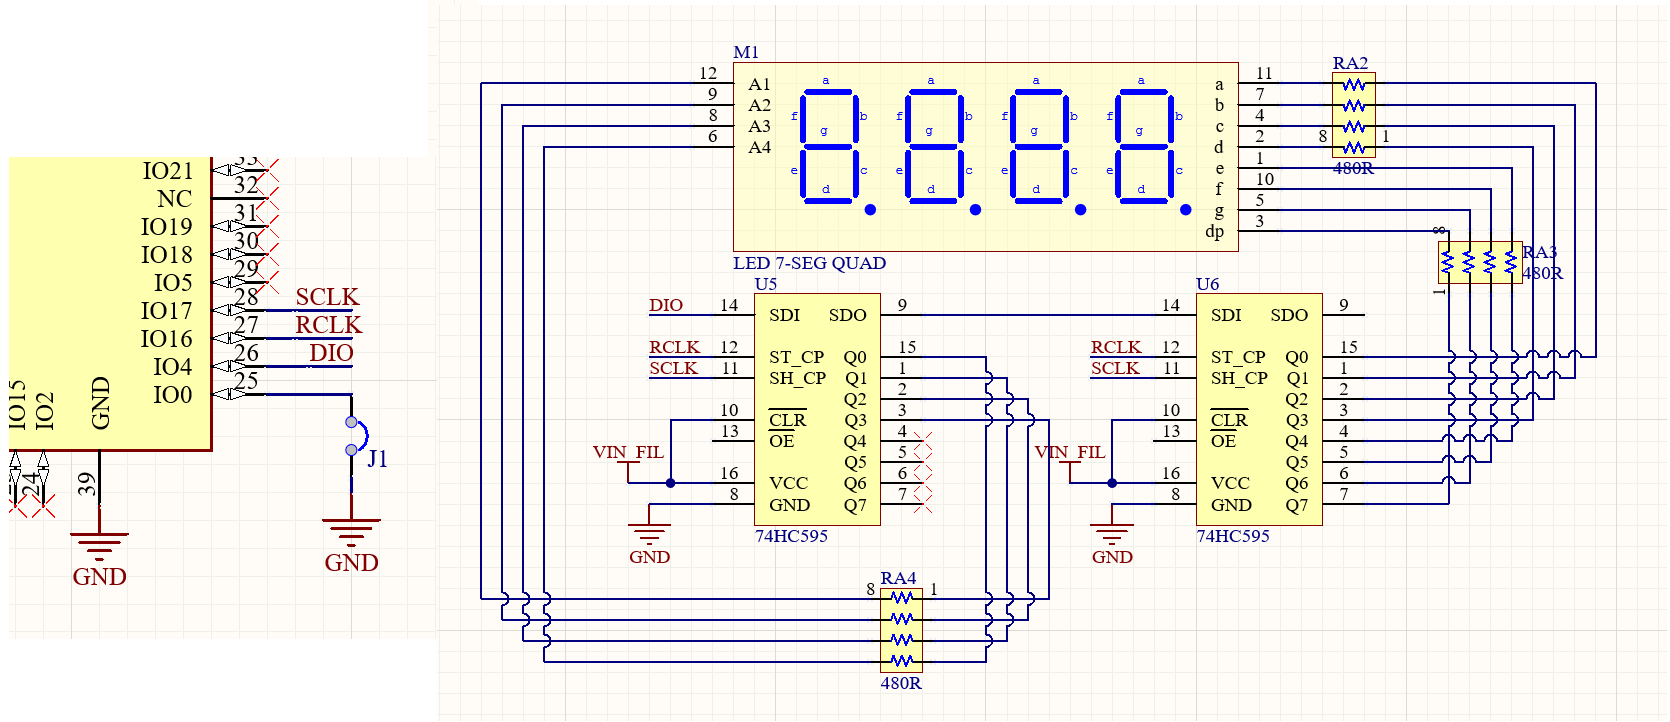 IO21
33
NC
32
IO19
31
IO18
30
IO5
29
IO17
28
SCLK
IO16
27
RCLK
IO4
26
DIO
IO0
25
IO15
IO2
GND
24
39
J1
GND
GND
M1
12
A1
9
A2
8
A3
6
A4
a
f
b
g
e
c
d
a
f
b
g
e
c
d
a
f
b
g
e
c
d
a
f
b
g
e
c
d
a
11
b
7
c
4
d
2
e
1
f
10
g
5
dp
3
LED 7-SEG QUAD
RA2
8
1
480R
8
RA3
480R
1
U5
DIO
14
SDI
SDO
9
RCLK
12
ST_CP
Q0
15
SCLK
11
SH_CP
Q1
1
Q2
2
10
CLR
Q3
3
13
OE
Q4
4
VIN_FIL
Q5
5
16
VCC
Q6
6
8
GND
Q7
7
GND
74HC595
U6
14
SDI
SDO
9
RCLK
12
ST_CP
Q0
15
SCLK
11
SH_CP
Q1
1
Q2
2
10
CLR
Q3
3
13
OE
Q4
4
VIN_FIL
Q5
5
16
VCC
Q6
6
8
GND
Q7
7
GND
74HC595
RA4
8
1
480R